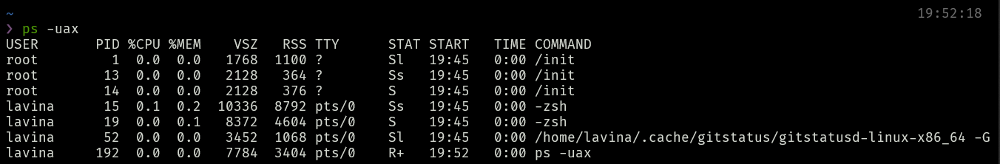 ~ 19:52:18
❯ ps -uax
USER       PID %CPU %MEM    VSZ   RSS TTY    STAT START   TIME COMMAND
root         1  0.0  0.0   1768  1100 ?      Sl   19:45   0:00 /init
root        13  0.0  0.0   2128   364 ?      Ss   19:45   0:00 /init
root        14  0.0  0.0   2128   376 ?      S    19:45   0:00 /init
lavina      15  0.1  0.2  10336  8792 pts/0  Ss   19:45   0:00 -zsh
lavina      19  0.0  0.1   8372  4604 pts/0  S    19:45   0:00 -zsh
lavina      52  0.0  0.0   3452  1068 pts/0  Sl   19:45   0:00 /home/lavina/.cache/gitstatus/gitstatusd-linux-x86_64 -G
lavina     192  0.0  0.0   7784  3404 pts/0  R+   19:52   0:00 ps -uax